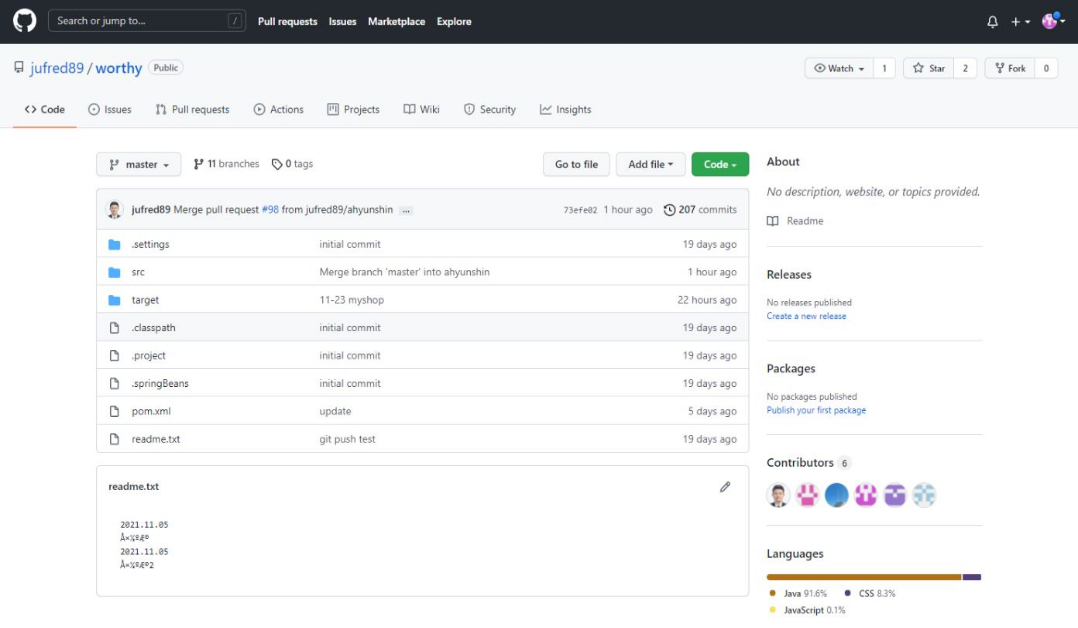 Search or jump to... /
Pull requests Issues Marketplace Explore
jufred89 / worthy Public
Watch 1 Star 2 Fork 0
Code Issues Pull requests Actions Projects Wiki Security Insights
master 11 branches 0 tags Go to file Add file Code
jufred89 Merge pull request #98 from jufred89/ahyunshin ... 73efe02 1 hour ago 207 commits
.settings initial commit 19 days ago
src Merge branch 'master' into ahyunshin 1 hour ago
target 11-23 myshop 22 hours ago
.classpath initial commit 19 days ago
.project initial commit 19 days ago
.springBeans initial commit 19 days ago
pom.xml update 5 days ago
readme.txt git push test 19 days ago
readme.txt
2021.11.05
Å×½ºÆ®
2021.11.05
Å×½ºÆ®2
About
No description, website, or topics provided.
Readme
Releases
No releases published
Create a new release
Packages
No packages published
Publish your first package
Contributors 6
Languages
Java 91.6% CSS 8.3%
JavaScript 0.1%